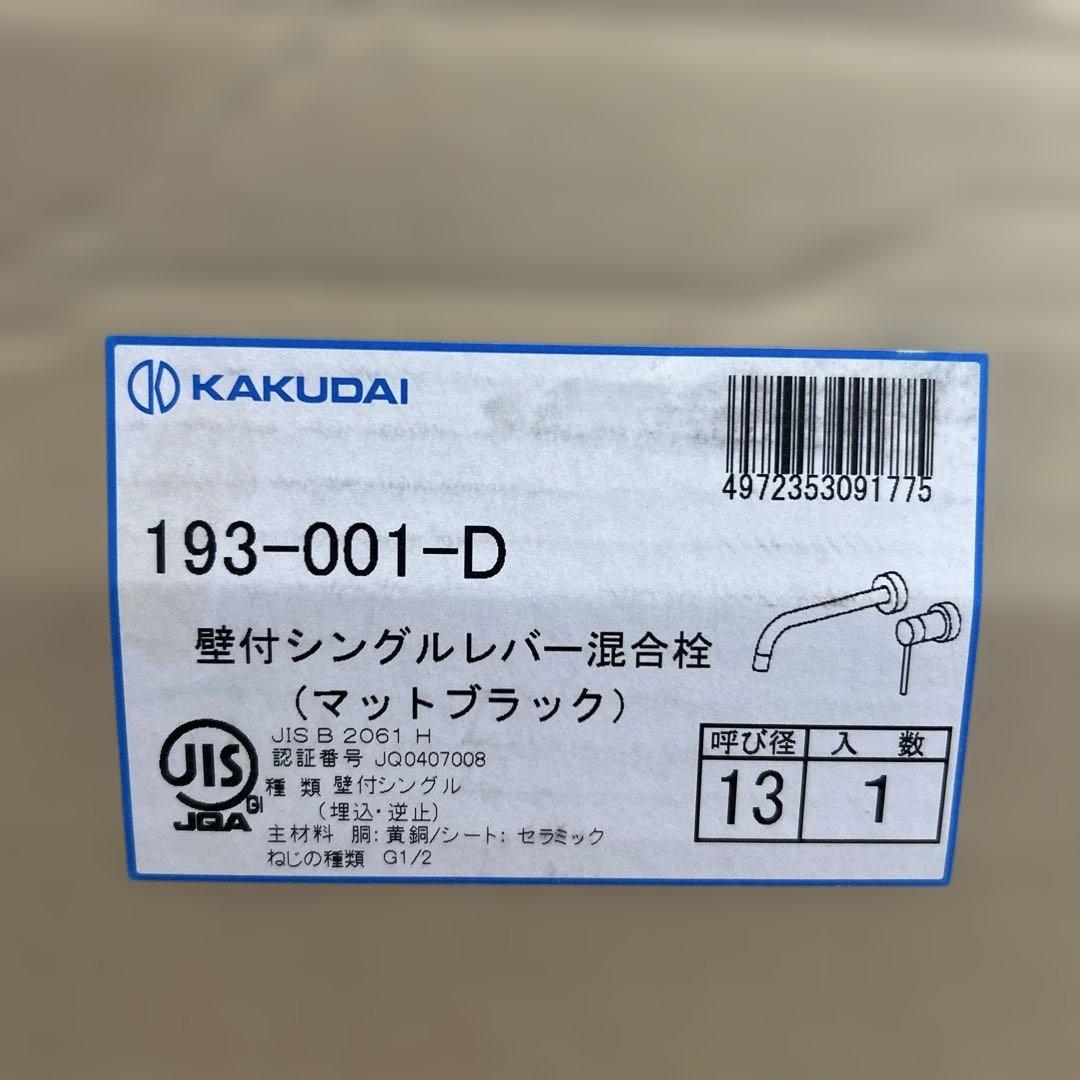 KAKUDAI
4972353091775
193-001-D
壁付シングルレバー混合栓
(マットブラック)
JIS B 2061 H
認証番号 JQ0407008
種類 壁付シングル
(埋込・逆止)
主材料 胴:黄銅/シート:セラミック
ねじの種類 G1/2
JIS
GI
JQA
呼び径 入数
13 1